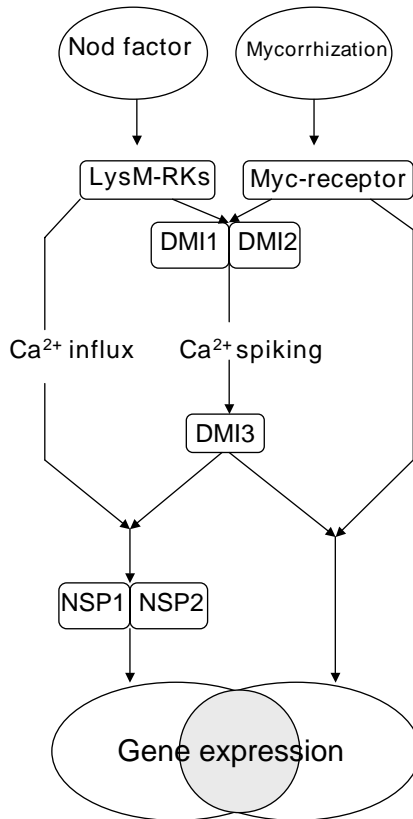 Nod factor
Mycorrhization
LysM-RKs
Myc-receptor
DMI1
DMI2
Ca²⁺ influx
Ca²⁺ spiking
DMI3
NSP1
NSP2
Gene expression